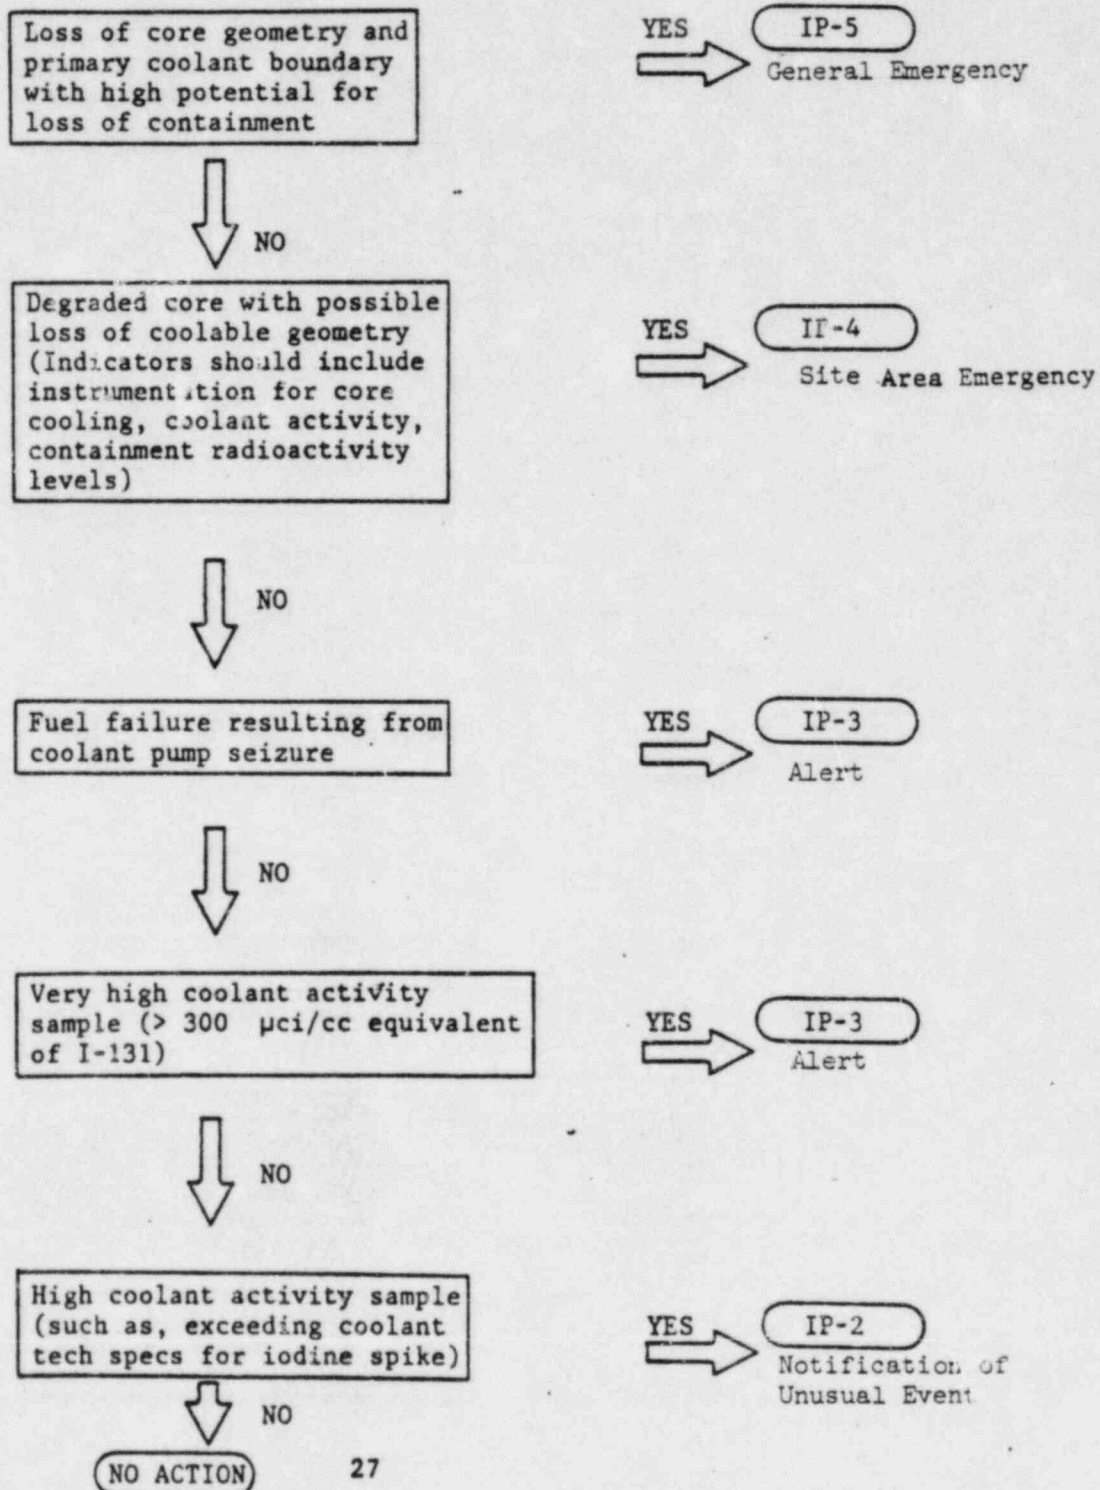 Loss of core geometry and
primary coolant boundary
with high potential for
loss of containment
YES
IP-5
General Emergency
NO
Degraded core with possible
loss of coolable geometry
(Indicators should include
instrumentation for core
cooling, coolant activity,
containment radioactivity
levels)
YES
IP-4
Site Area Emergency
NO
Fuel failure resulting from
coolant pump seizure
YES
IP-3
Alert
NO
Very high coolant activity
sample (> 300 µci/cc equivalent
of I-131)
YES
IP-3
Alert
NO
High coolant activity sample
(such as, exceeding coolant
tech specs for iodine spike)
YES
IP-2
Notification of
Unusual Event
NO
NO ACTION
27